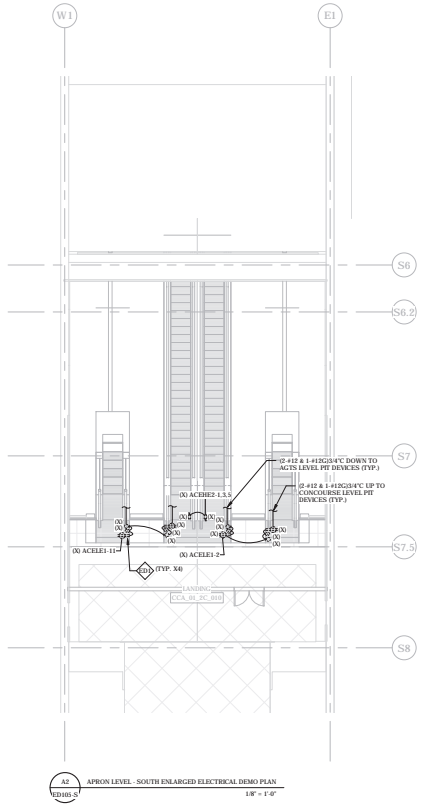 W1
E1
S6
S6.2
S7
(2-#12 & 1-#12G)3/4"C DOWN TO
AGTS LEVEL PIT DEVICES (TYP.)
(2-#12 & 1-#12G)3/4"C UP TO
CONCOURSE LEVEL PIT
DEVICES (TYP.)
(X) ACEHE2-1,3,5
(X)
(X)
(X)
(X)
(X)
(X)
(X)
(X)
(X)
(X)
(X)
(X)
(X)
(X)
(X) ACELE1-11
(X) ACELE1-2
S7.5
ED1
(TYP. X4)
LANDING
CCA_01_2C_010
S8
A2
ED105-S
APRON LEVEL - SOUTH ENLARGED ELECTRICAL DEMO PLAN
1/8" = 1'-0"